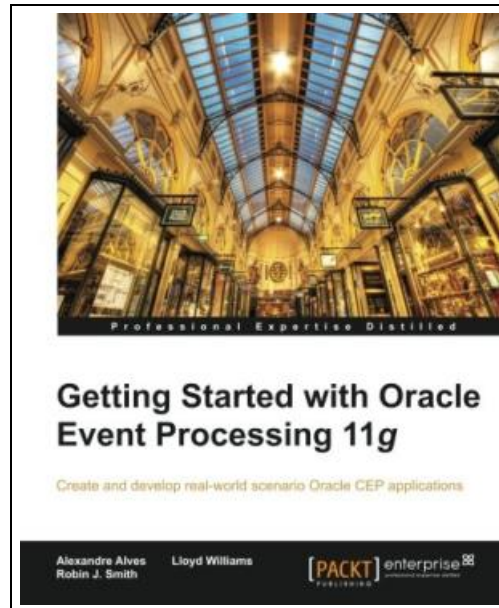 Professional Expertise Distilled
Getting Started with Oracle
Event Processing 11g
Create and develop real-world scenario Oracle CEP applications
Alexandre Alves Lloyd Williams
Robin J. Smith
[PACKT] enterprise
PUBLISHING professional expertise distilled